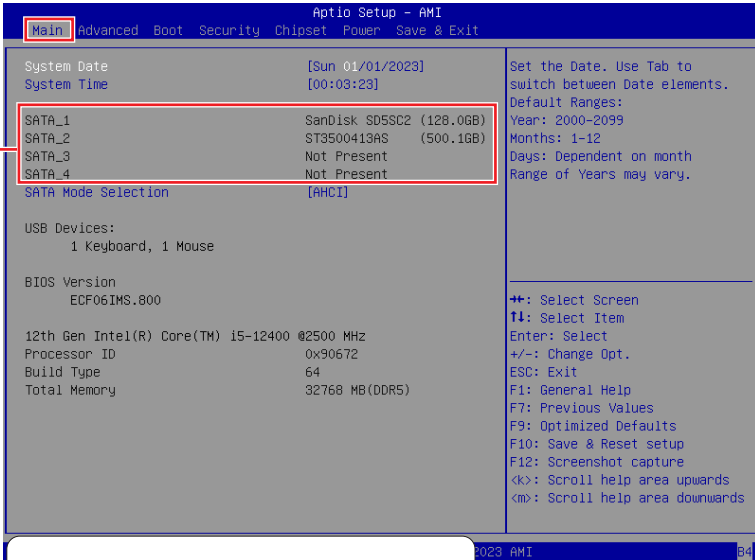 Aptio Setup - AMI
Main Advanced Boot Security Chipset Power Save & Exit
System Date [Sun 01/01/2023]
System Time [00:03:23]
SATA_1 SanDisk SD5SC2 (128.0GB)
SATA_2 ST3500413AS (500.1GB)
SATA_3 Not Present
SATA_4 Not Present
SATA Mode Selection [AHCI]
USB Devices:
1 Keyboard, 1 Mouse
BIOS Version
ECF06IMS.800
12th Gen Intel(R) Core(TM) i5-12400 @2500 MHz
Processor ID 0x90672
Build Type 64
Total Memory 32768 MB(DDR5)
Set the Date. Use Tab to
switch between Date elements.
Default Ranges:
Year: 2000-2099
Months: 1-12
Days: Dependent on month
Range of Years may vary.
→←: Select Screen
↑↓: Select Item
Enter: Select
+/-: Change Opt.
ESC: Exit
F1: General Help
F7: Previous Values
F9: Optimized Defaults
F10: Save & Reset setup
F12: Screenshot capture
<k>: Scroll help area upwards
<m>: Scroll help area downwards
2023 AMI
B4